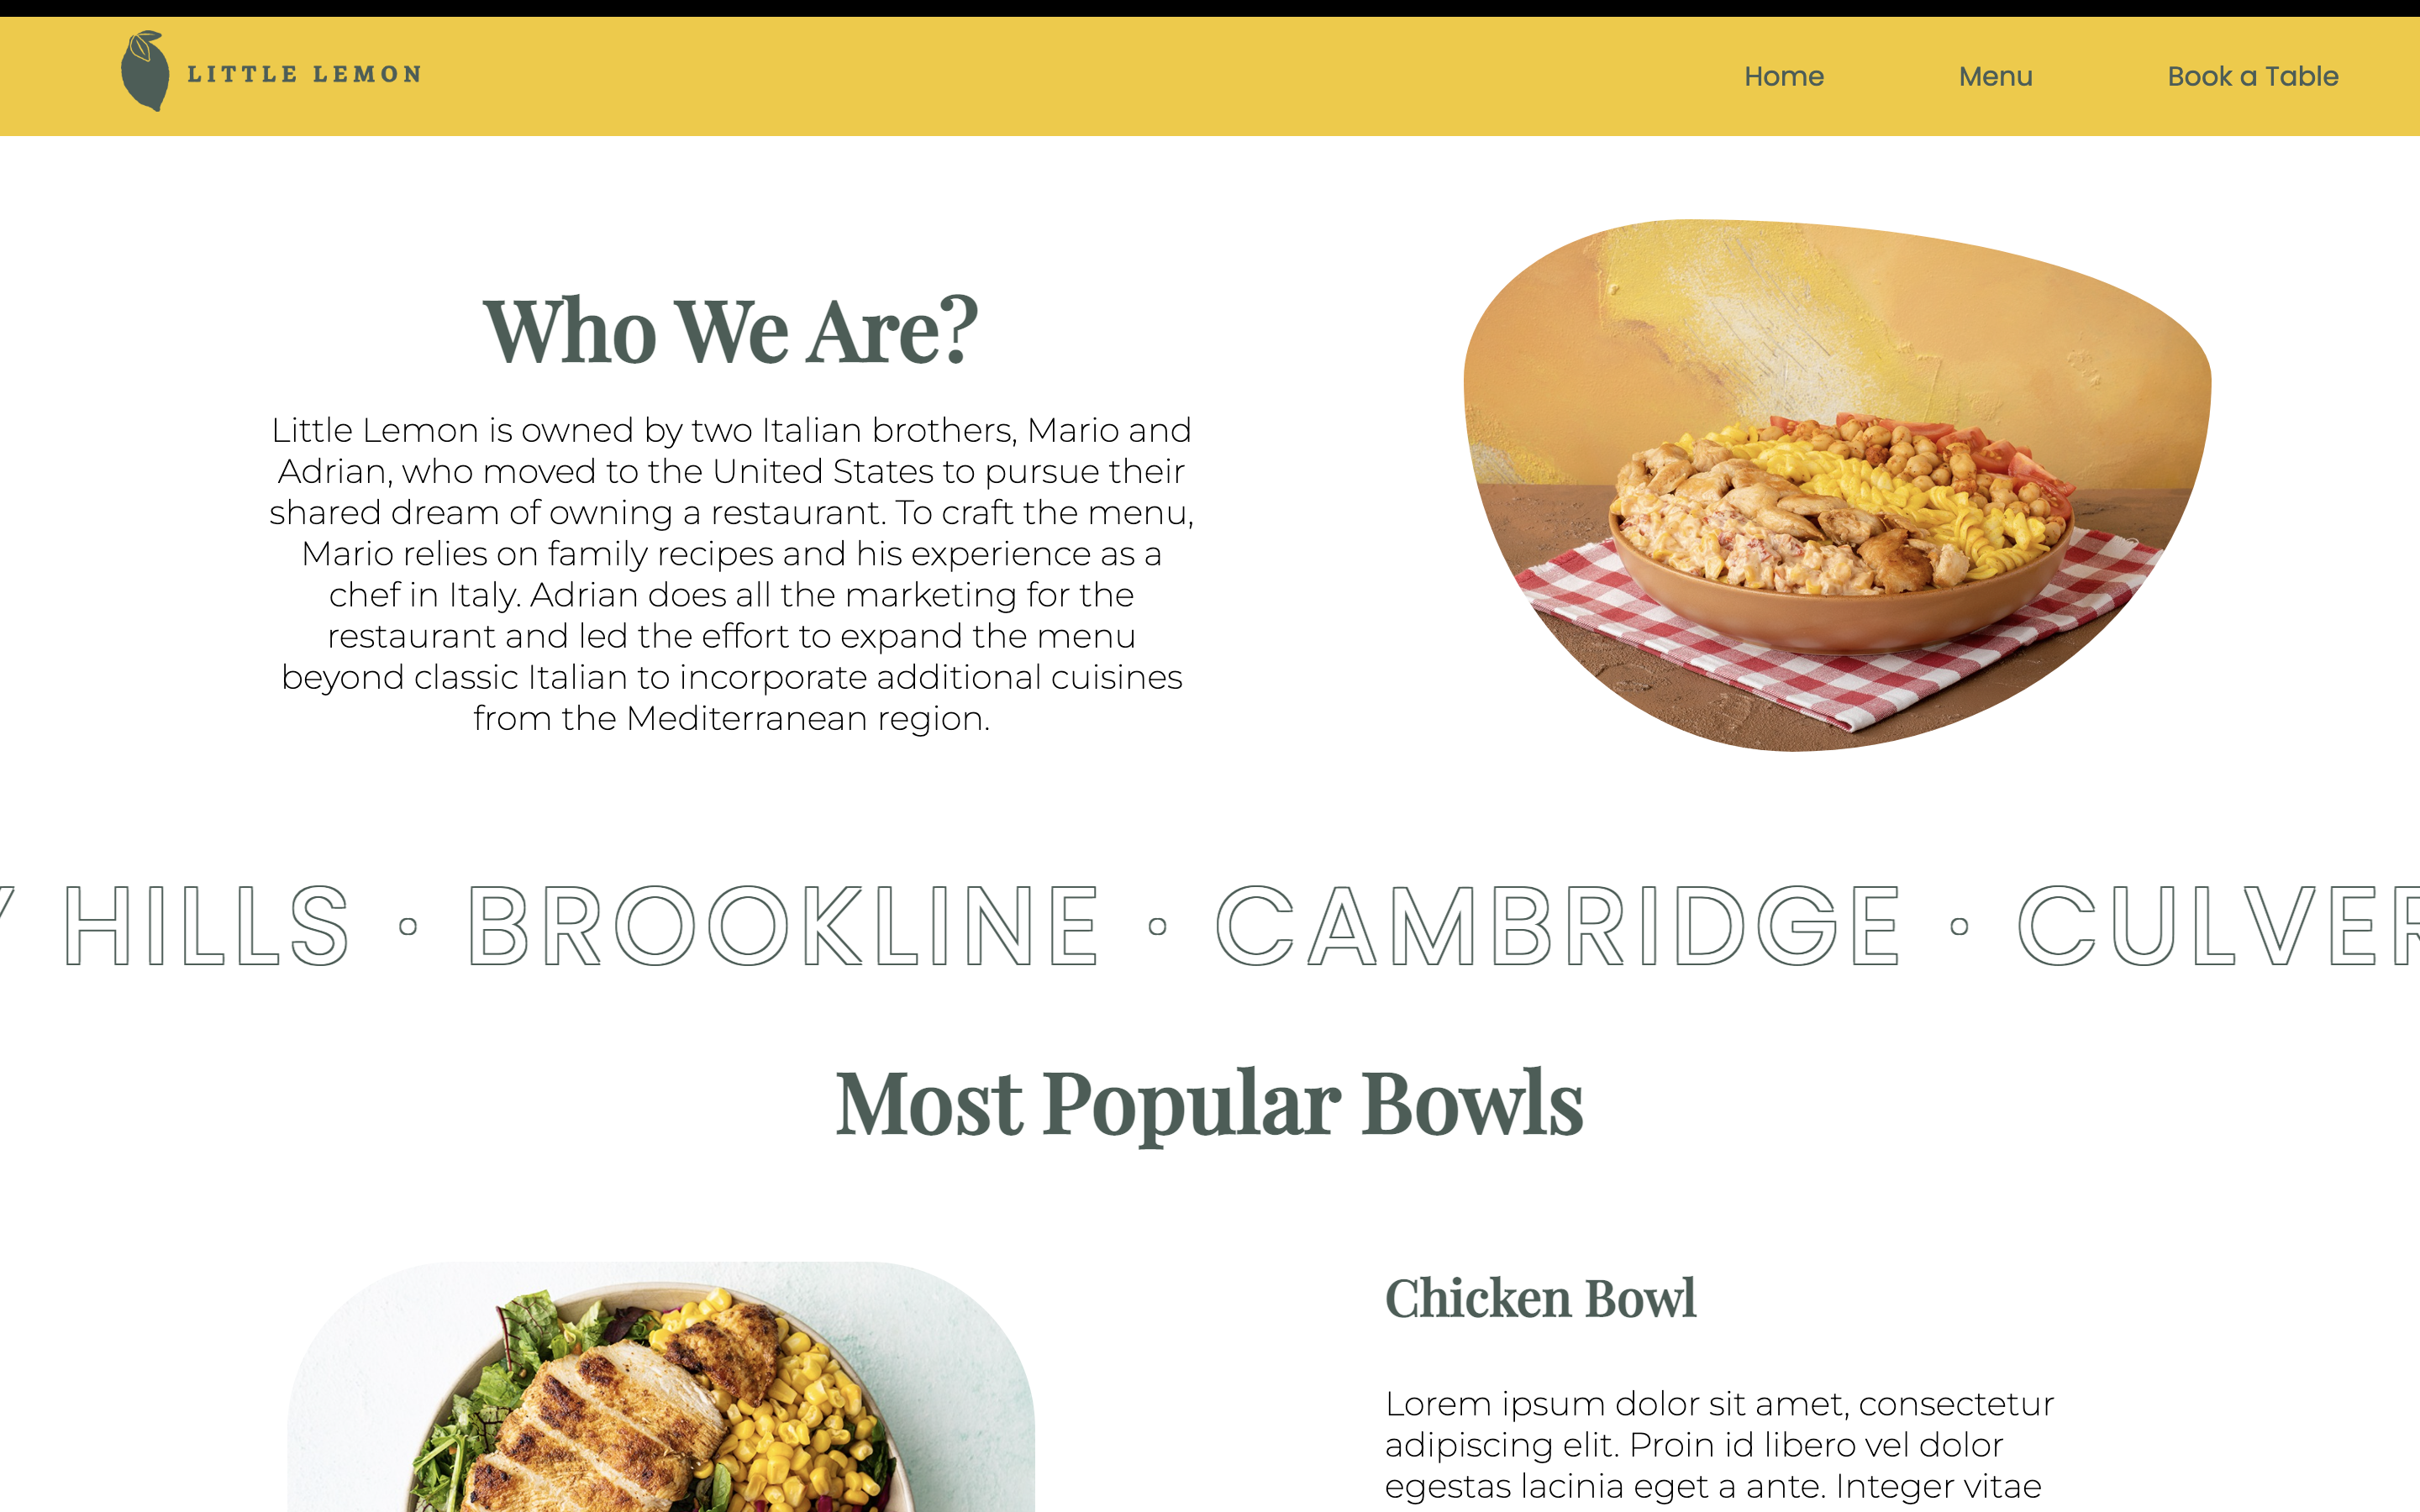 LITTLE LEMON
Home
Menu
Book a Table
Who We Are?
Little Lemon is owned by two Italian brothers, Mario and
Adrian, who moved to the United States to pursue their
shared dream of owning a restaurant. To craft the menu,
Mario relies on family recipes and his experience as a
chef in Italy. Adrian does all the marketing for the
restaurant and led the effort to expand the menu
beyond classic Italian to incorporate additional cuisines
from the Mediterranean region.
Y HILLS · BROOKLINE · CAMBRIDGE · CULVER
Most Popular Bowls
Chicken Bowl
Lorem ipsum dolor sit amet, consectetur
adipiscing elit. Proin id libero vel dolor
egestas lacinia eget a ante. Integer vitae